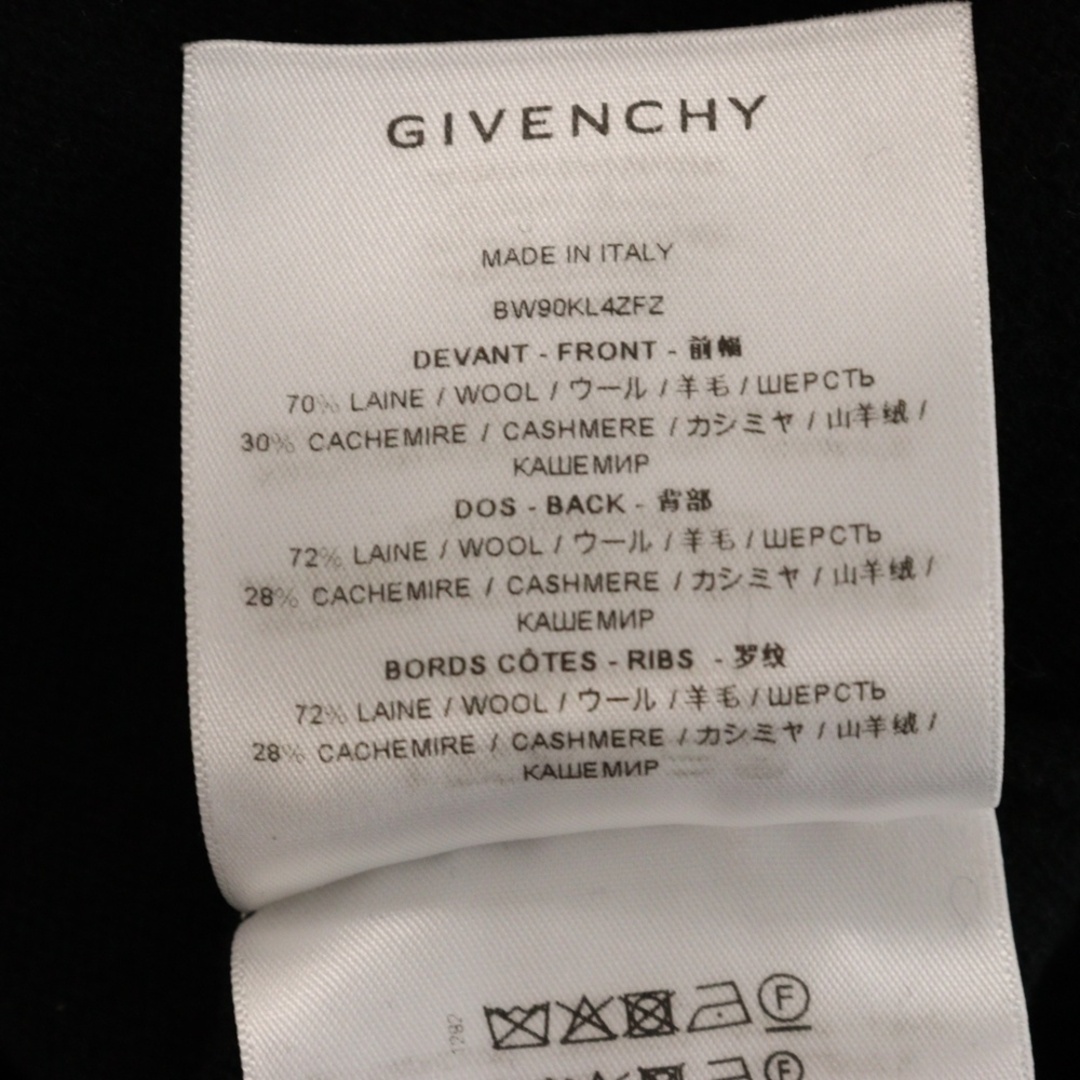 GIVENCHY
MADE IN ITALY
BW90KL4ZFZ
DEVANT - FRONT - 前幅
70% LAINE / WOOL / ウール / 羊毛 / ШЕРСТЬ
30% CACHEMIRE / CASHMERE / カシミヤ / 山羊绒 /
КАШЕМИР
DOS - BACK - 背部
72% LAINE / WOOL / ウール / 羊毛 / ШЕРСТЬ
28% CACHEMIRE / CASHMERE / カシミヤ / 山羊绒 /
КАШЕМИР
BORDS CÔTES - RIBS - 罗纹
72% LAINE / WOOL / ウール / 羊毛 / ШЕРСТЬ
28% CACHEMIRE / CASHMERE / カシミヤ / 山羊绒 /
КАШЕМИР
1282
F
F